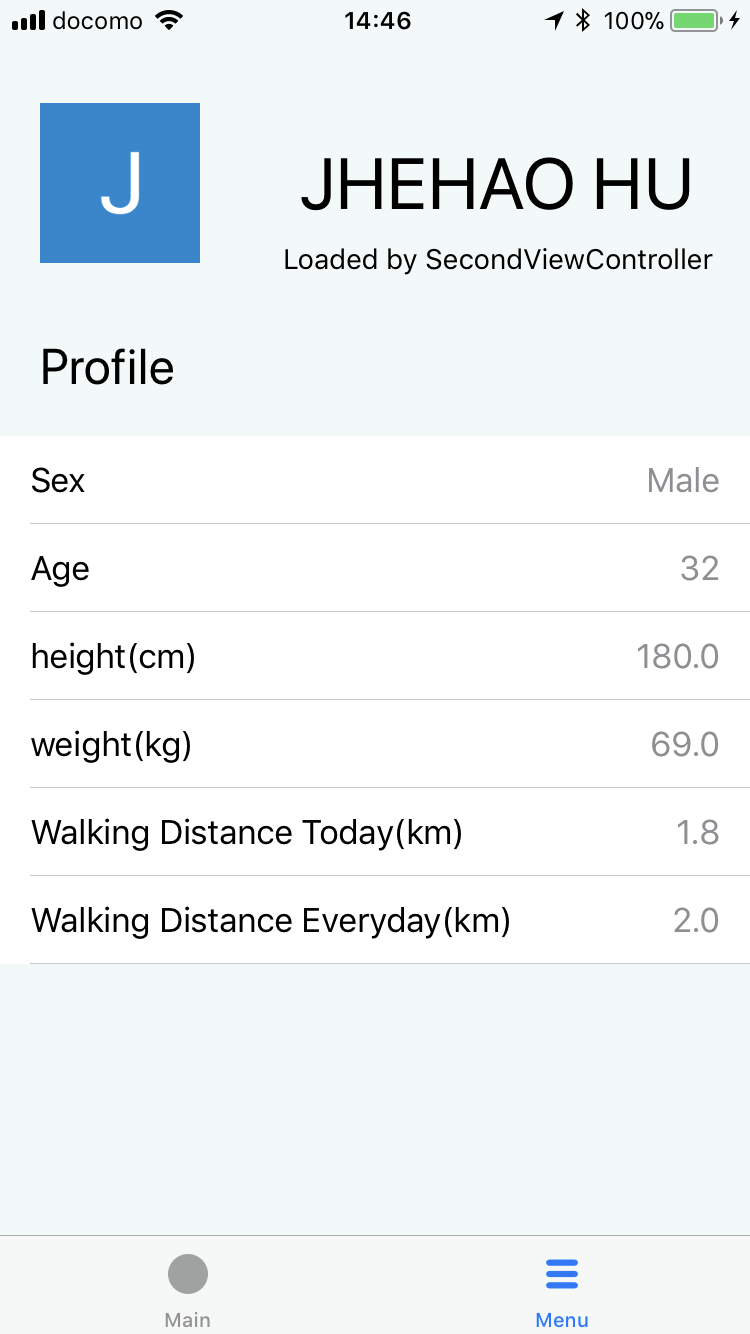 docomo 14:46 100%
J
JHEHAO HU
Loaded by SecondViewController
Profile
Sex Male
Age 32
height(cm) 180.0
weight(kg) 69.0
Walking Distance Today(km) 1.8
Walking Distance Everyday(km) 2.0
Main Menu